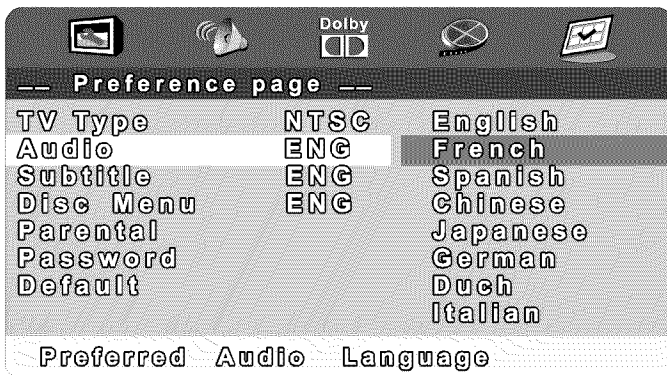 Dolby
-- Preference page --
TV Type NTSC English
Audio ENG French
Subtitle ENG Spanish
Disc Menu ENG Chinese
Parental Japanese
Password German
Default Duch
Italian
Preferred Audio Language